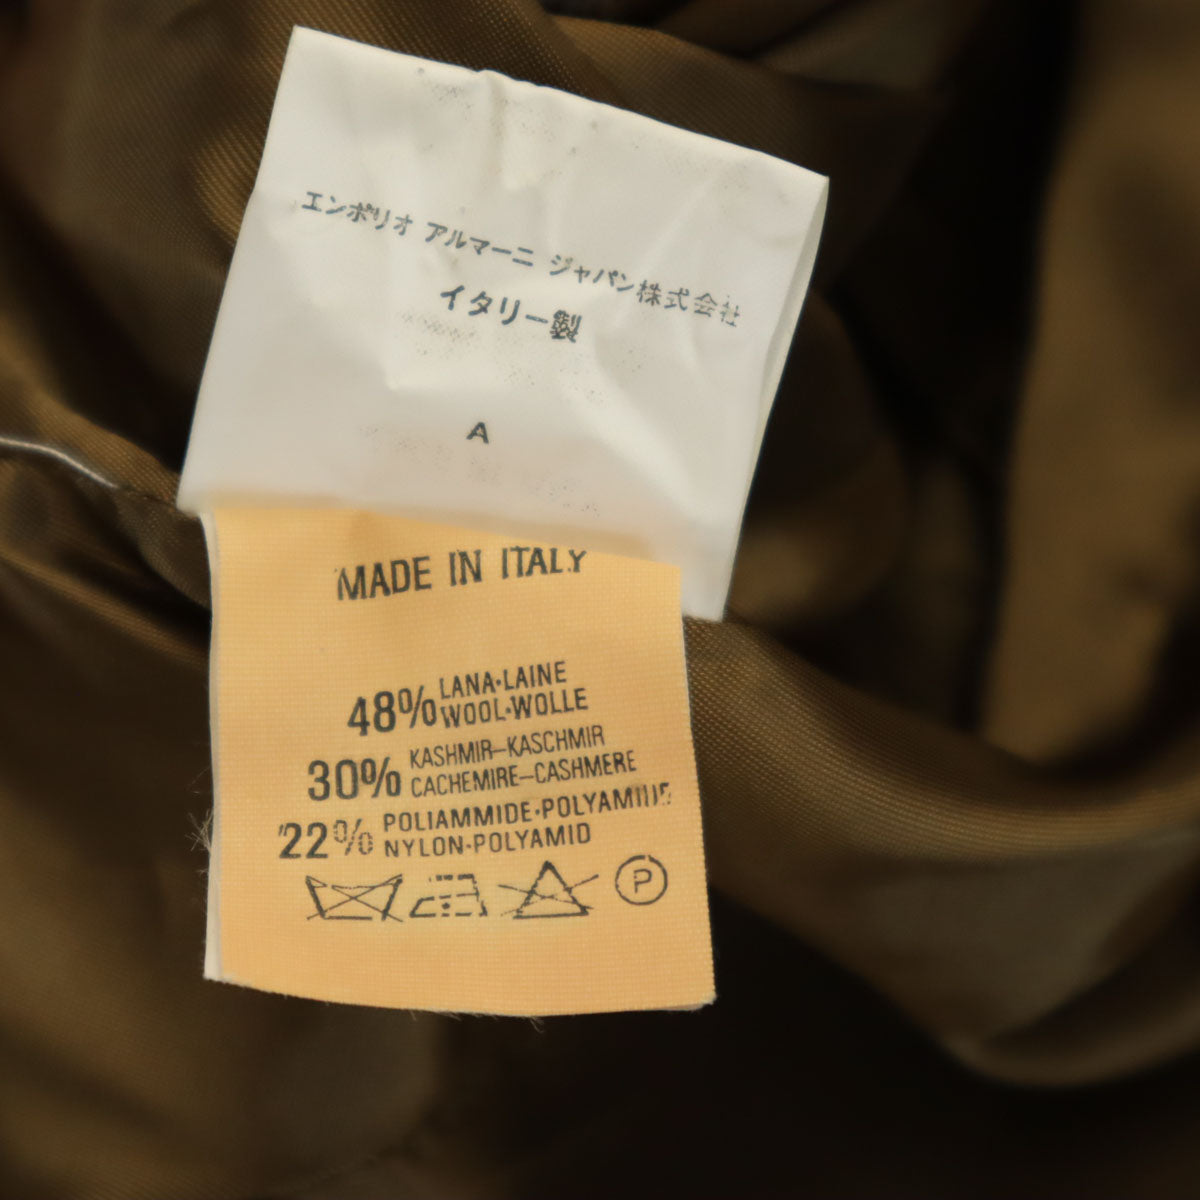 エンポリオ アルマーニ ジャパン株式会社
イタリー製
A
MADE IN ITALY
48% LANA·LAINE
WOOL·WOLLE
30% KASHMIR–KASCHMIR
CACHEMIRE–CASHMERE
22% POLIAMMIDE·POLYAMIDE
NYLON·POLYAMID
P